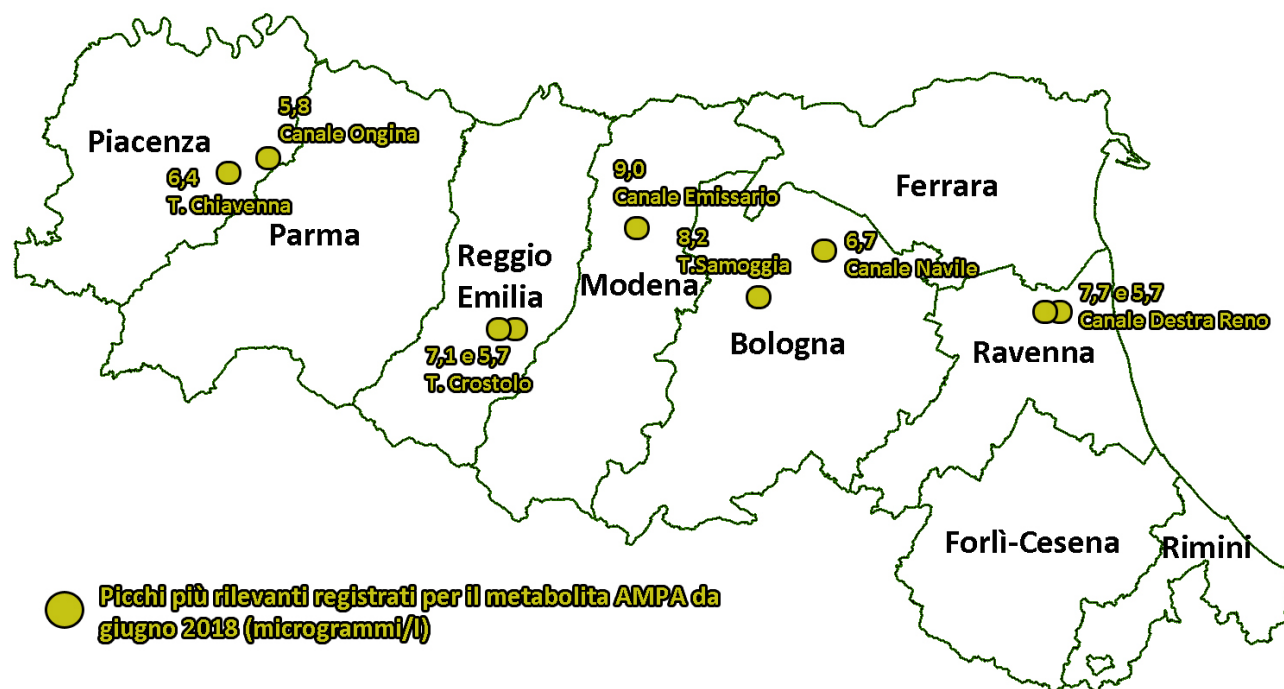 5,8
Canale Ongina
Piacenza
6,4
T. Chiavenna
Parma
Reggio
Emilia
7,1 e 5,7
T. Crostolo
9,0
Canale Emissario
Modena
8,2
T.Samoggia
6,7
Canale Navile
Bologna
Ferrara
7,7 e 5,7
Canale Destra Reno
Ravenna
Forlì-Cesena
Rimini
Picchi più rilevanti registrati per il metabolita AMPA da
giugno 2018 (microgrammi/l)